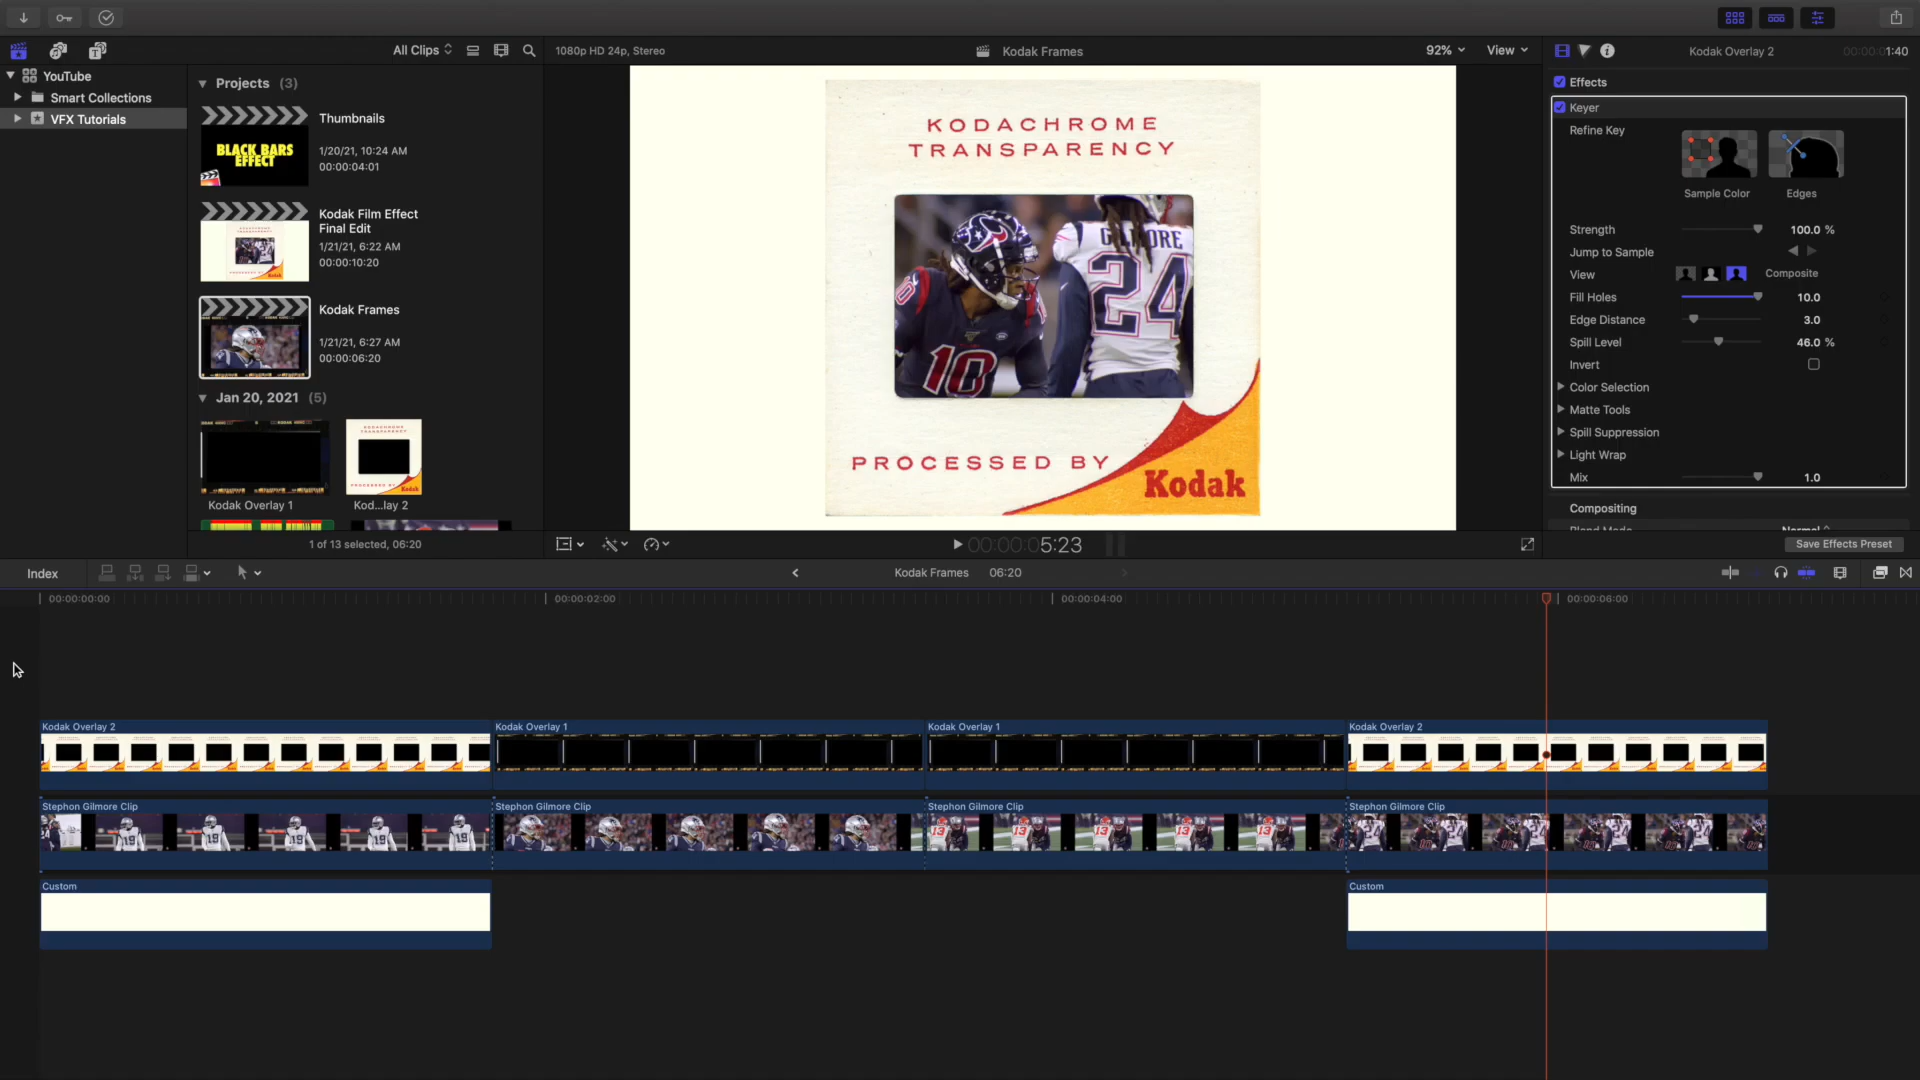 All Clips
1080p HD 24p, Stereo
Kodak Frames
92%
View
Kodak Overlay 2
00:00:01:40
YouTube
Smart Collections
VFX Tutorials
Projects (3)
Thumbnails
1/20/21, 10:24 AM
00:00:04:01
BLACK BARS
EFFECT
Kodak Film Effect
Final Edit
1/21/21, 6:22 AM
00:00:10:20
Kodak Frames
1/21/21, 6:27 AM
00:00:06:20
Jan 20, 2021 (5)
Kodak Overlay 1
Kod...lay 2
1 of 13 selected, 06:20
KODACHROME
TRANSPARENCY
GILMORE
24
10
PROCESSED BY
Kodak
00:00:05:23
Effects
Keyer
Refine Key
Sample Color
Edges
Strength
100.0 %
Jump to Sample
View
Composite
Fill Holes
10.0
Edge Distance
3.0
Spill Level
46.0 %
Invert
Color Selection
Matte Tools
Spill Suppression
Light Wrap
Mix
1.0
Compositing
Blend Mode
Normal
Save Effects Preset
Index
Kodak Frames
06:20
00:00:00:00
00:00:02:00
00:00:04:00
00:00:06:00
Kodak Overlay 2
Kodak Overlay 1
Kodak Overlay 1
Kodak Overlay 2
Stephon Gilmore Clip
Stephon Gilmore Clip
Stephon Gilmore Clip
Stephon Gilmore Clip
Custom
Custom